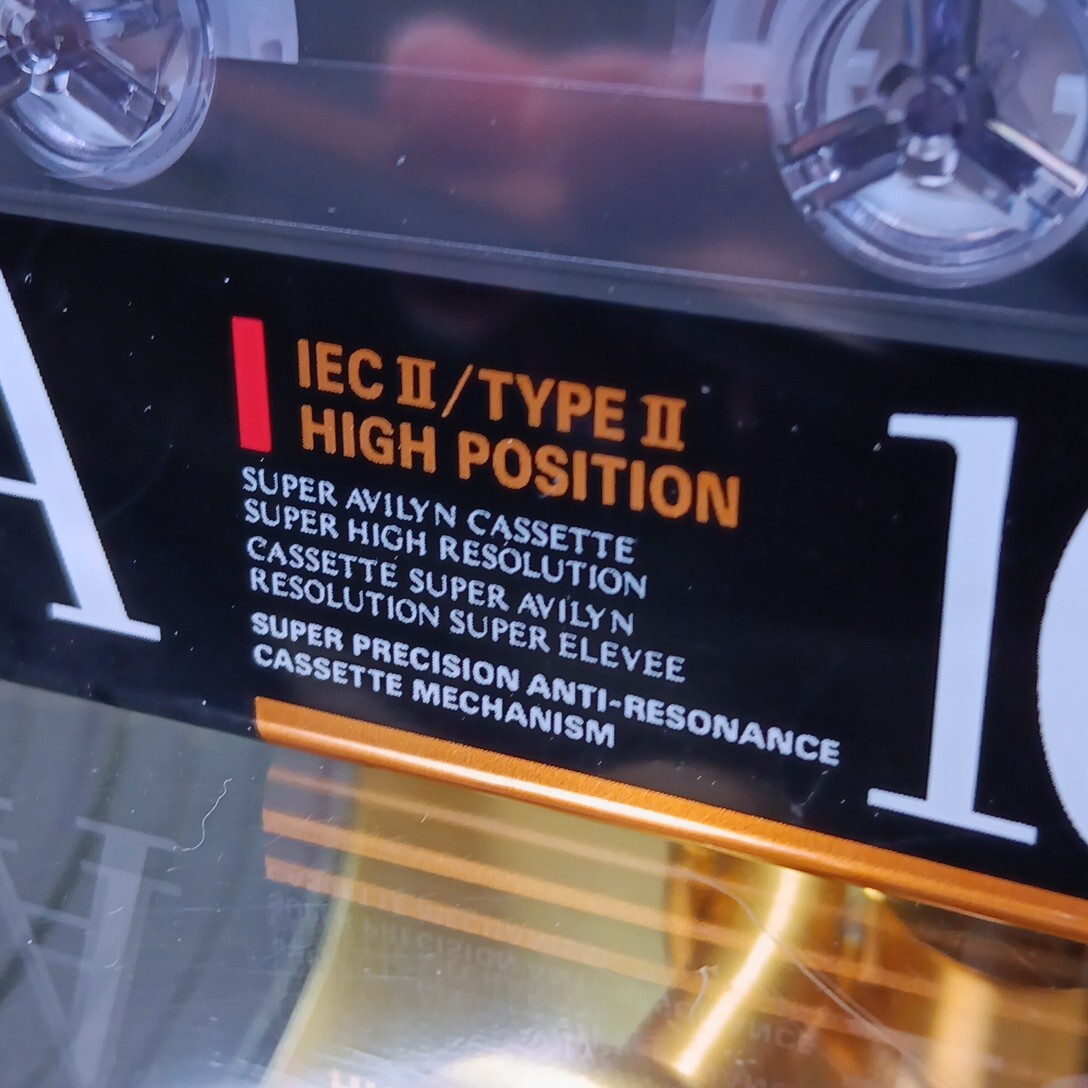 A
IEC II/TYPE II
HIGH POSITION
SUPER AVILYN CASSETTE
SUPER HIGH RESOLUTION
CASSETTE SUPER AVILYN
RESOLUTION SUPER ELEVEE
SUPER PRECISION ANTI-RESONANCE
CASSETTE MECHANISM
1